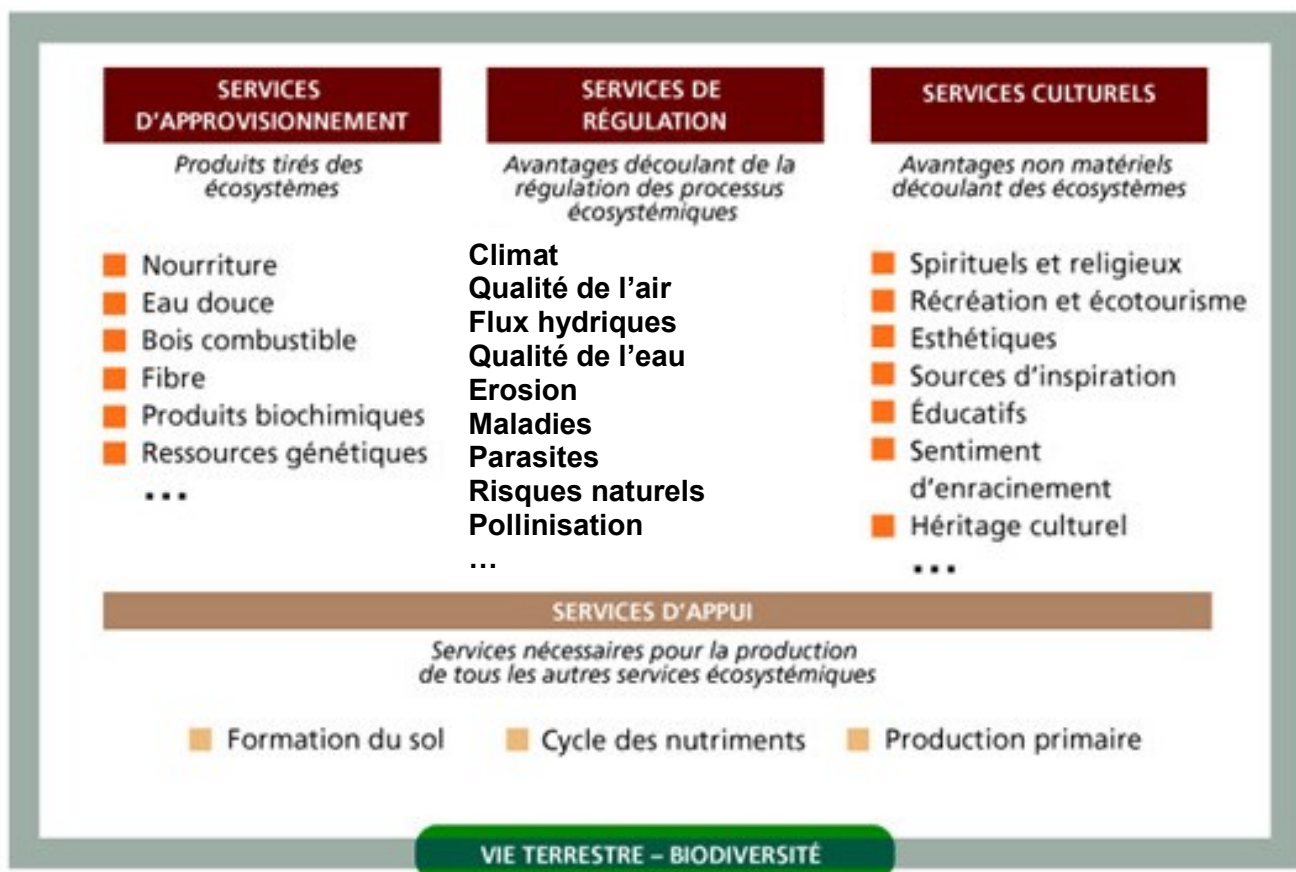 SERVICES
D'APPROVISIONNEMENT
Produits tirés des
écosystèmes
Nourriture
Eau douce
Bois combustible
Fibre
Produits biochimiques
Ressources génétiques
...
SERVICES DE
RÉGULATION
Avantages découlant de la
régulation des processus
écosystémiques
Climat
Qualité de l'air
Flux hydriques
Qualité de l'eau
Erosion
Maladies
Parasites
Risques naturels
Pollinisation
…
SERVICES CULTURELS
Avantages non matériels
découlant des écosystèmes
Spirituels et religieux
Récréation et écotourisme
Esthétiques
Sources d'inspiration
Éducatifs
Sentiment
d'enracinement
Héritage culturel
...
SERVICES D'APPUI
Services nécessaires pour la production
de tous les autres services écosystémiques
Formation du sol
Cycle des nutriments
Production primaire
VIE TERRESTRE – BIODIVERSITÉ